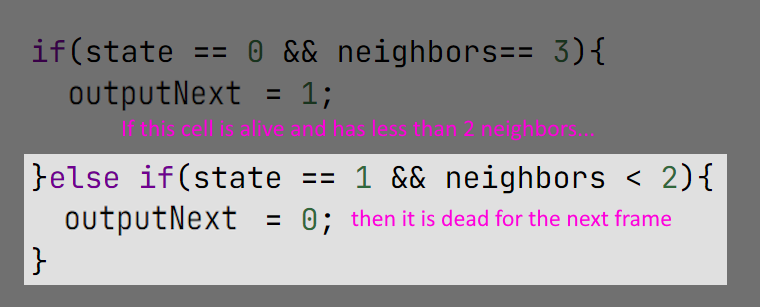 if(state == 0 && neighbors== 3){
outputNext = 1;
If this cell is alive and has less than 2 neighbors...
}else if(state == 1 && neighbors < 2){
outputNext = 0; then it is dead for the next frame
}